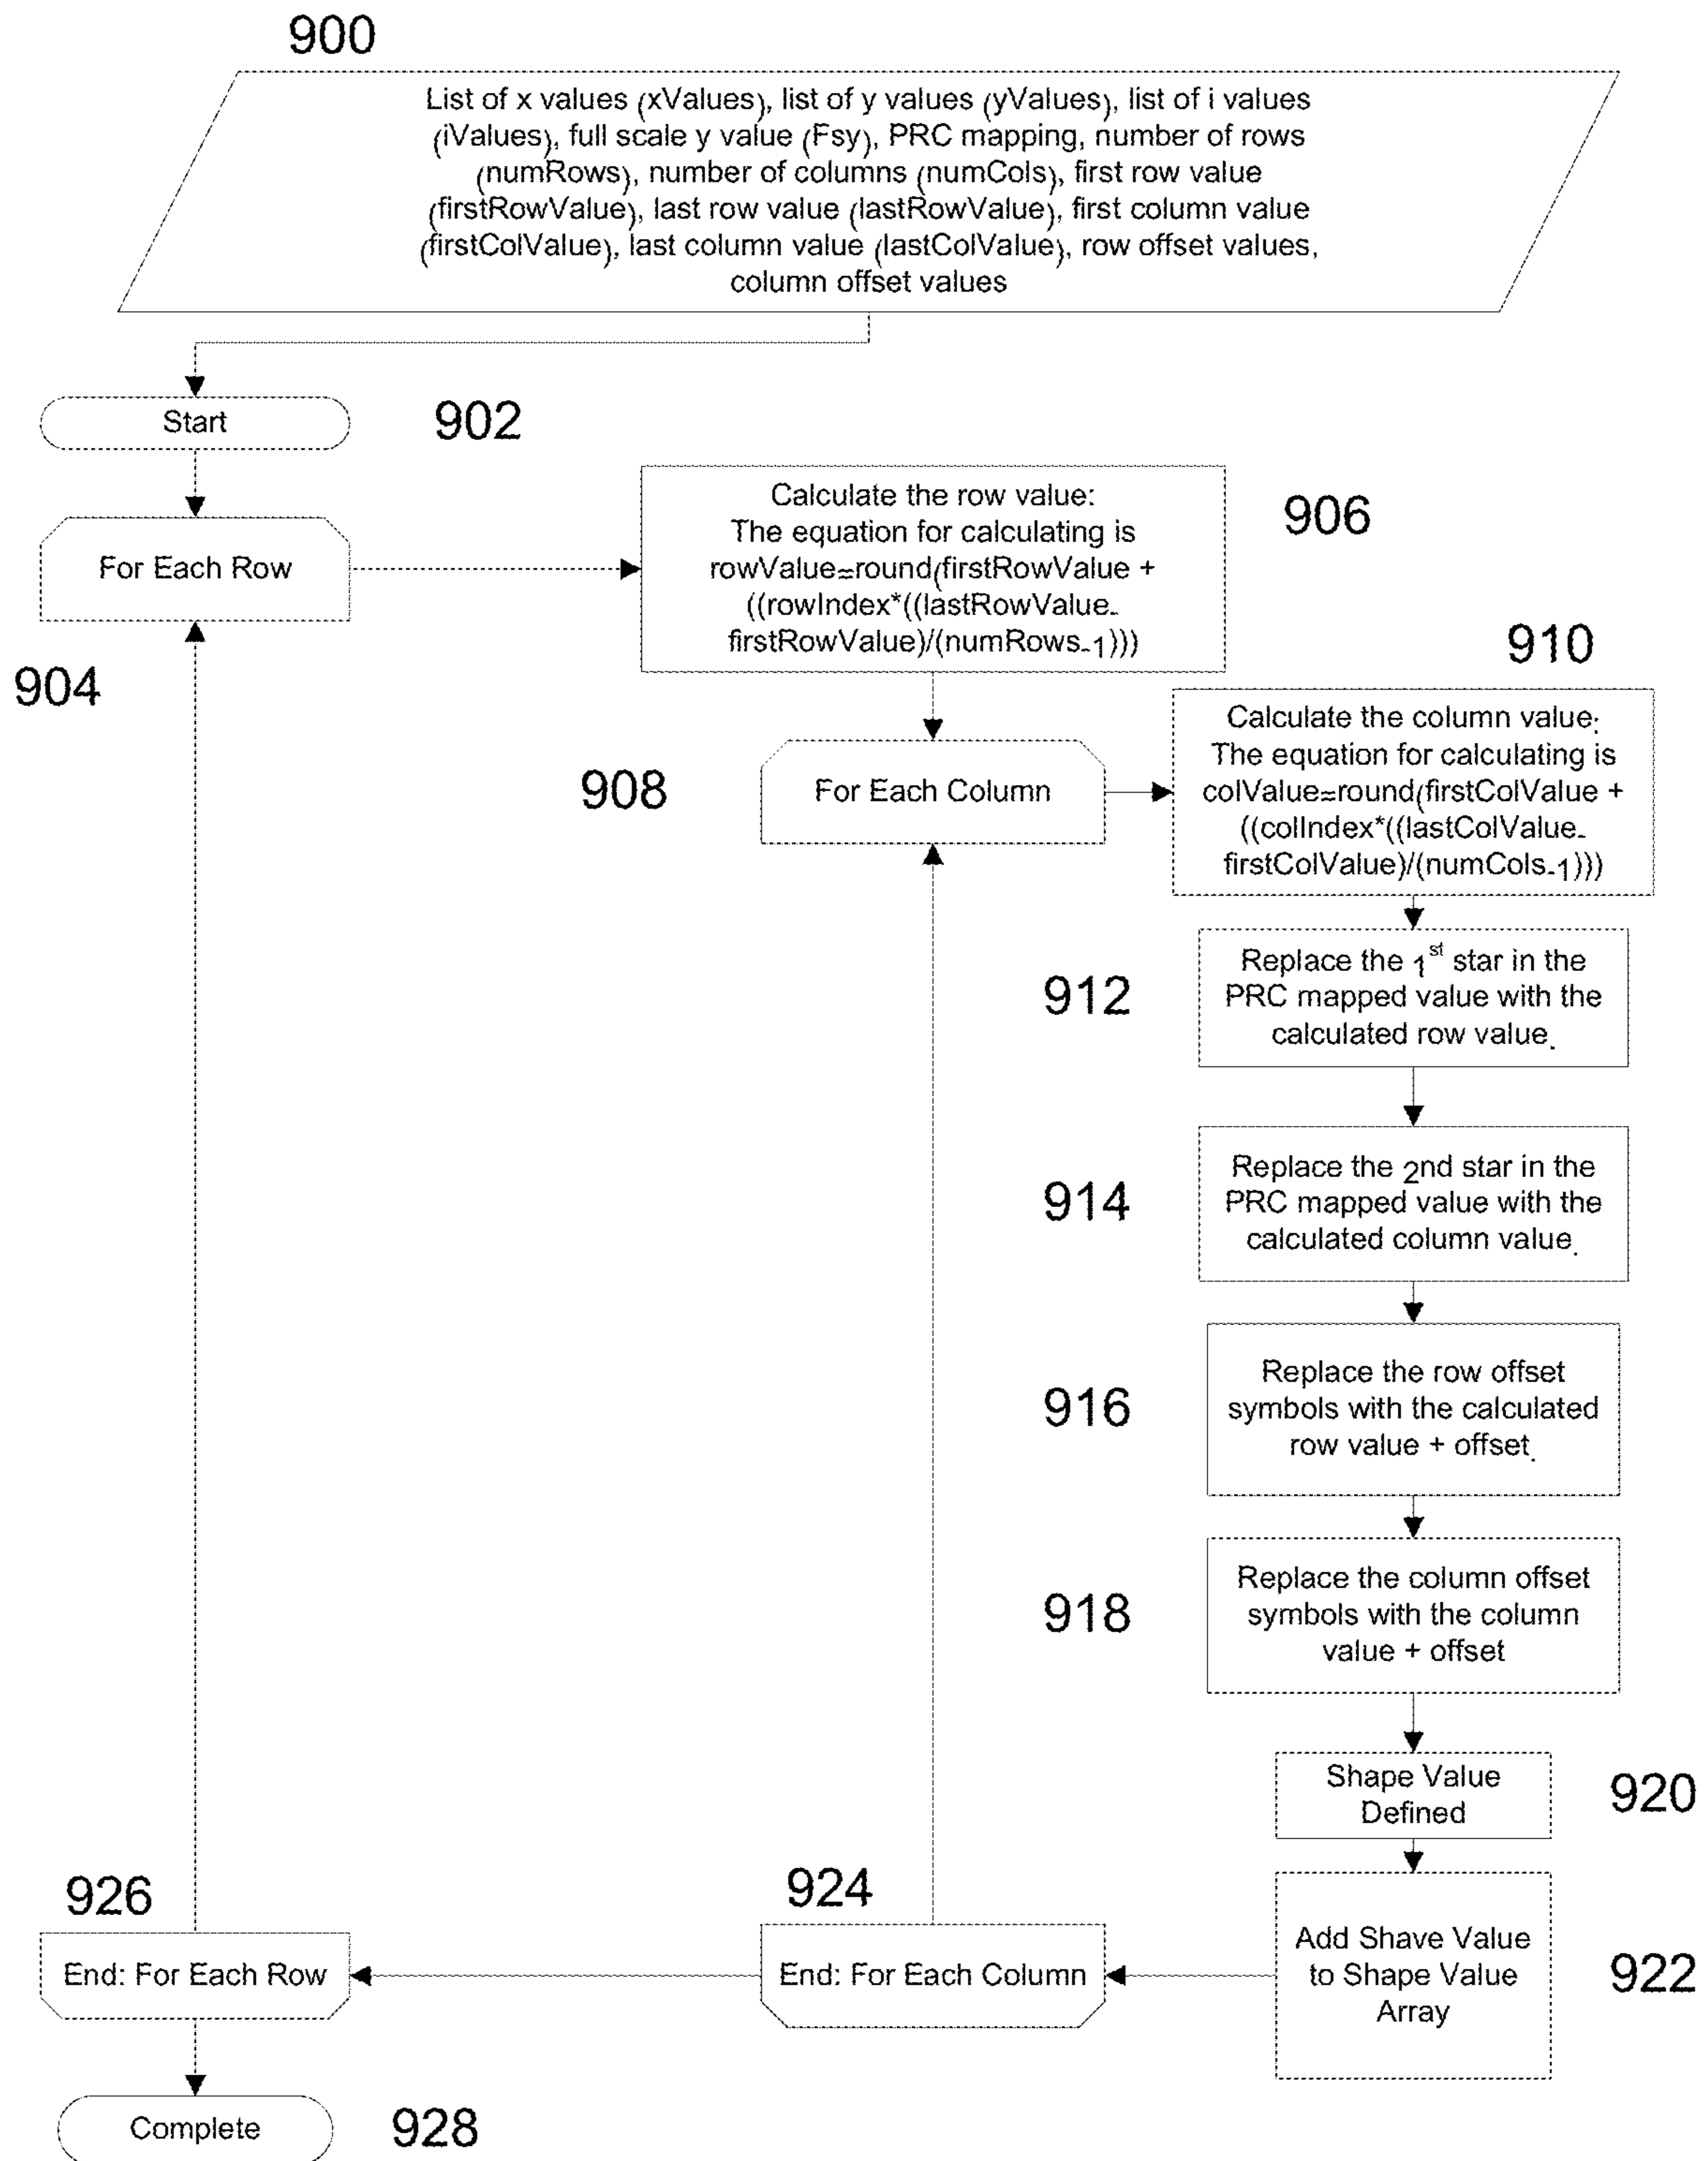 900
List of x values (xValues), list of y values (yValues), list of i values
(iValues), full scale y value (Fsy), PRC mapping, number of rows
(numRows), number of columns (numCols), first row value
(firstRowValue), last row value (lastRowValue), first column value
(firstColValue), last column value (lastColValue), row offset values,
column offset values
Start
902
For Each Row
904
Calculate the row value:
The equation for calculating is
rowValue=round(firstRowValue +
((rowIndex*((lastRowValue-
firstRowValue)/(numRows-1)))
906
For Each Column
908
910
Calculate the column value:
The equation for calculating is
colValue=round(firstColValue +
((colIndex*((lastColValue-
firstColValue)/(numCols-1)))
912
Replace the 1st star in the
PRC mapped value with the
calculated row value.
914
Replace the 2nd star in the
PRC mapped value with the
calculated column value.
916
Replace the row offset
symbols with the calculated
row value + offset.
918
Replace the column offset
symbols with the column
value + offset
Shape Value
Defined
920
Add Shave Value
to Shape Value
Array
922
924
End: For Each Column
926
End: For Each Row
Complete
928